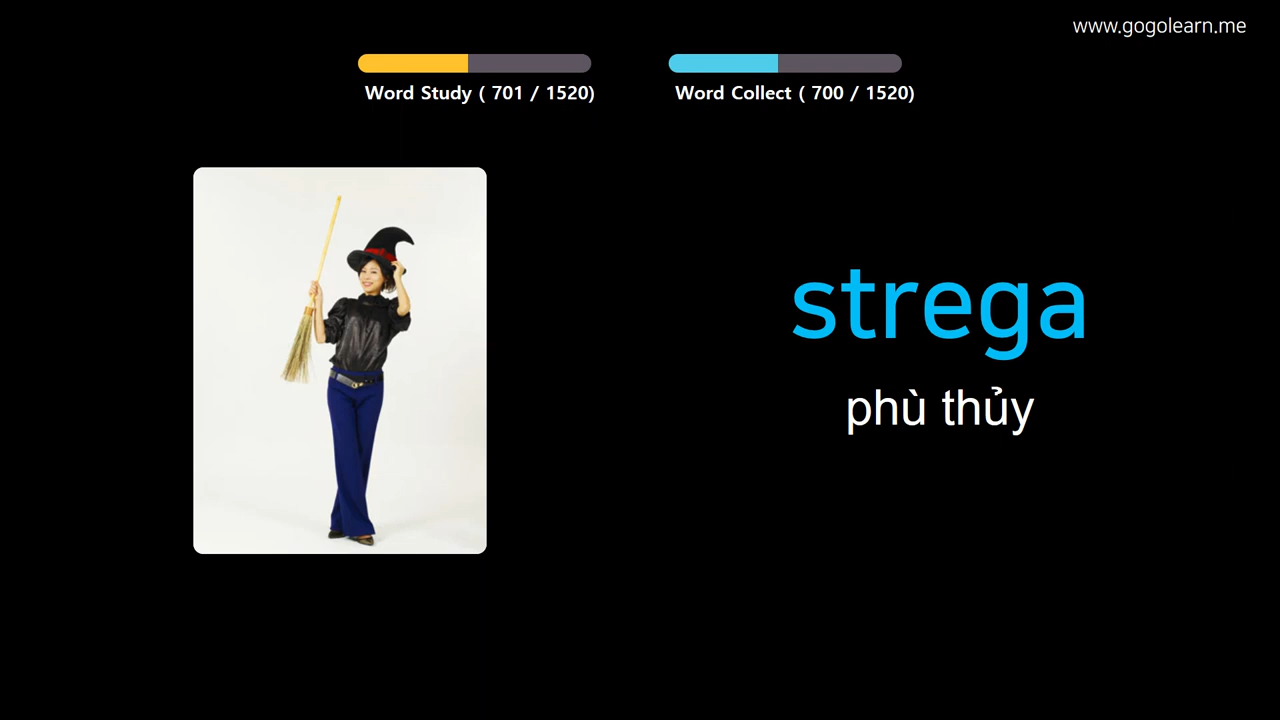 www.gogolearn.me
Word Study ( 701 / 1520)
Word Collect ( 700 / 1520)
strega
phù thủy